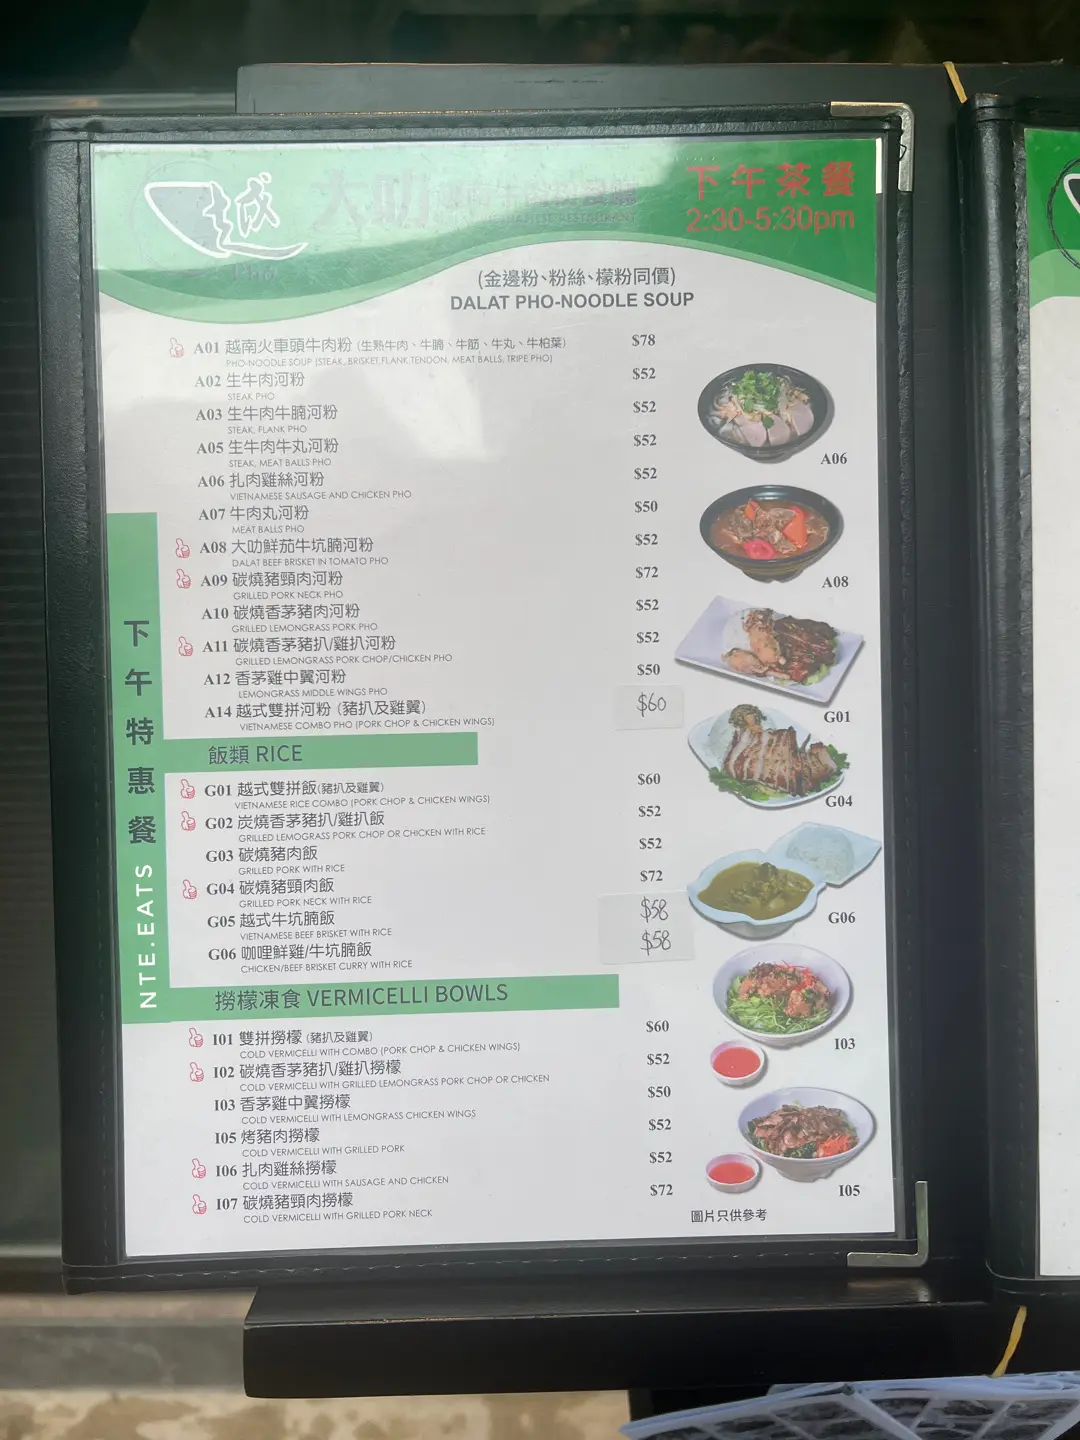 越
Pho
大叻
RESTAURANT
下午茶餐
2:30-5:30pm
(金邊粉、粉絲、檬粉同價)
DALAT PHO-NOODLE SOUP
A01 越南火車頭牛肉粉 (生熟牛肉、牛腩、牛筋、牛丸、牛柏葉) $78
PHO-NOODLE SOUP (STEAK, BRISKET, FLANK, TENDON, MEAT BALLS, TRIPE PHO)
A02 生牛肉河粉 $52
STEAK PHO
A03 生牛肉牛腩河粉 $52
STEAK, FLANK PHO
A05 生牛肉牛丸河粉 $52
STEAK, MEAT BALLS PHO
A06 扎肉雞絲河粉 $52
VIETNAMESE SAUSAGE AND CHICKEN PHO
A07 牛肉丸河粉 $50
MEAT BALLS PHO
A08 大叻鮮茄牛坑腩河粉 $52
DALAT BEEF BRISKET IN TOMATO PHO
A09 碳燒豬頸肉河粉 $72
GRILLED PORK NECK PHO
A10 碳燒香茅豬肉河粉 $52
GRILLED LEMONGRASS PORK PHO
A11 碳燒香茅豬扒/雞扒河粉 $52
GRILLED LEMONGRASS PORK CHOP/CHICKEN PHO
A12 香茅雞中翼河粉 $50
LEMONGRASS MIDDLE WINGS PHO
A14 越式雙拼河粉 (豬扒及雞翼) $60
VIETNAMESE COMBO PHO (PORK CHOP & CHICKEN WINGS)
飯類 RICE
G01 越式雙拼飯(豬扒及雞翼) $60
VIETNAMESE RICE COMBO (PORK CHOP & CHICKEN WINGS)
G02 炭燒香茅豬扒/雞扒飯 $52
GRILLED LEMOGRASS PORK CHOP OR CHICKEN WITH RICE
G03 碳燒豬肉飯 $52
GRILLED PORK WITH RICE
G04 碳燒豬頸肉飯 $72
GRILLED PORK NECK WITH RICE
G05 越式牛坑腩飯 $58
VIETNAMESE BEEF BRISKET WITH RICE
G06 咖哩鮮雞/牛坑腩飯 $58
CHICKEN/BEEF BRISKET CURRY WITH RICE
撈檬凍食 VERMICELLI BOWLS
I01 雙拼撈檬 (豬扒及雞翼) $60
COLD VERMICELLI WITH COMBO (PORK CHOP & CHICKEN WINGS)
I02 碳燒香茅豬扒/雞扒撈檬 $52
COLD VERMICELLI WITH GRILLED LEMONGRASS PORK CHOP OR CHICKEN
I03 香茅雞中翼撈檬 $50
COLD VERMICELLI WITH LEMONGRASS CHICKEN WINGS
I05 烤豬肉撈檬 $52
COLD VERMICELLI WITH GRILLED PORK
I06 扎肉雞絲撈檬 $52
COLD VERMICELLI WITH SAUSAGE AND CHICKEN
I07 碳燒豬頸肉撈檬 $72
COLD VERMICELLI WITH GRILLED PORK NECK
下午特惠餐 NTE.EATS
A06
A08
G01
G04
G06
I03
I05
圖片只供參考